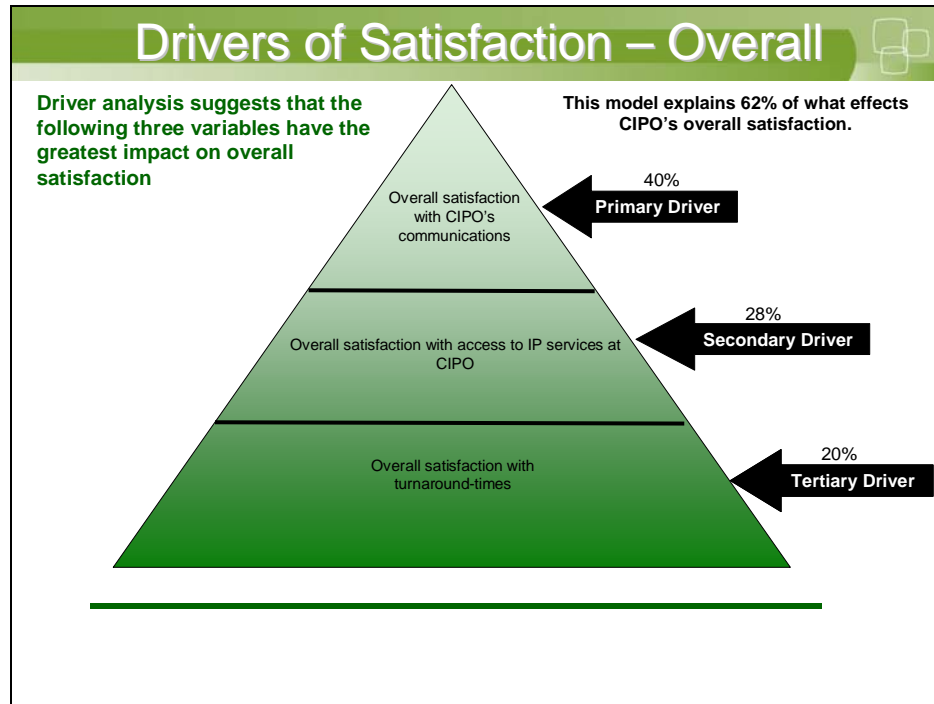 Drivers of Satisfaction – Overall
Driver analysis suggests that the
following three variables have the
greatest impact on overall
satisfaction
This model explains 62% of what effects
CIPO's overall satisfaction.
Overall satisfaction
with CIPO's
communications
40%
Primary Driver
Overall satisfaction with access to IP services at
CIPO
28%
Secondary Driver
Overall satisfaction with
turnaround-times
20%
Tertiary Driver